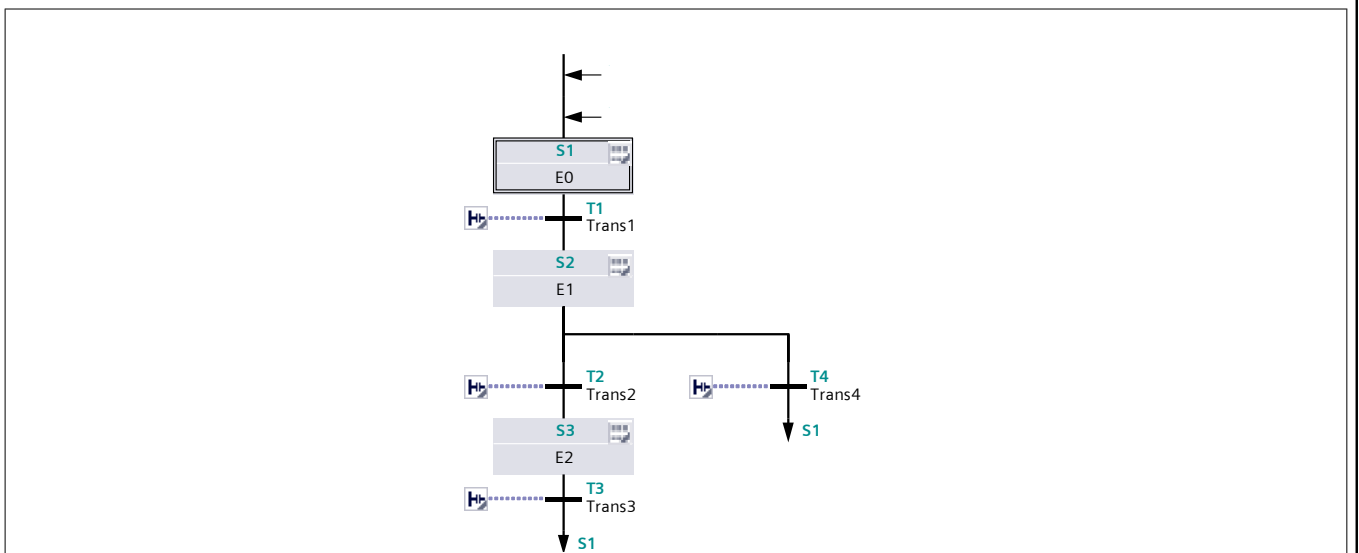 S1
E0
T1
Trans1
S2
E1
T2
Trans2
T4
Trans4
S3
E2
S1
T3
Trans3
S1